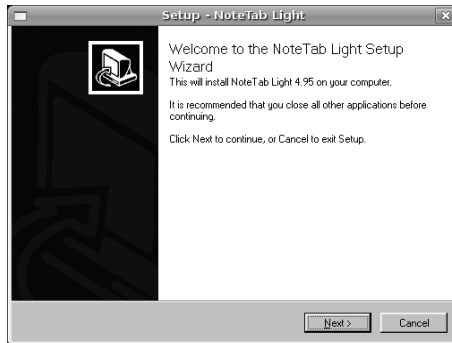 Setup - NoteTab Light
Welcome to the NoteTab Light Setup
Wizard
This will install NoteTab Light 4.95 on your computer.
It is recommended that you close all other applications before
continuing.
Click Next to continue, or Cancel to exit Setup.
Next >
Cancel